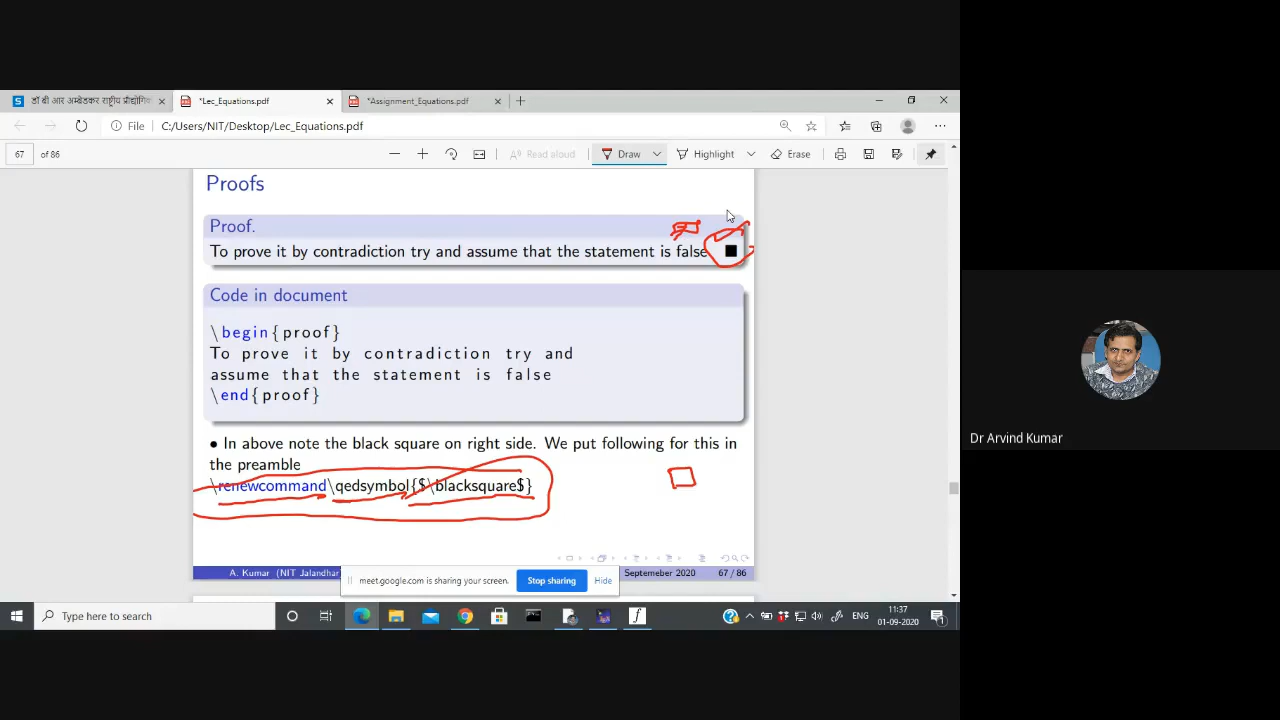 डॉ बी आर अम्बेडकर राष्ट्रीय प्रौद्योगिक
*Lec_Equations.pdf
*Assignment_Equations.pdf
File C:/Users/NIT/Desktop/Lec_Equations.pdf
67 of 86 Read aloud Draw Highlight Erase
Proofs
Proof.
To prove it by contradiction try and assume that the statement is false ■
Code in document
\begin{proof}
To prove it by contradiction try and
assume that the statement is false
\end{proof}
• In above note the black square on right side. We put following for this in
the preamble
\renewcommand\qedsymbol{$\blacksquare$}
A. Kumar (NIT Jalandhar Septemeber 2020 67 / 86
meet.google.com is sharing your screen. Stop sharing Hide
Type here to search
ENG
11:37
01-09-2020
Dr Arvind Kumar